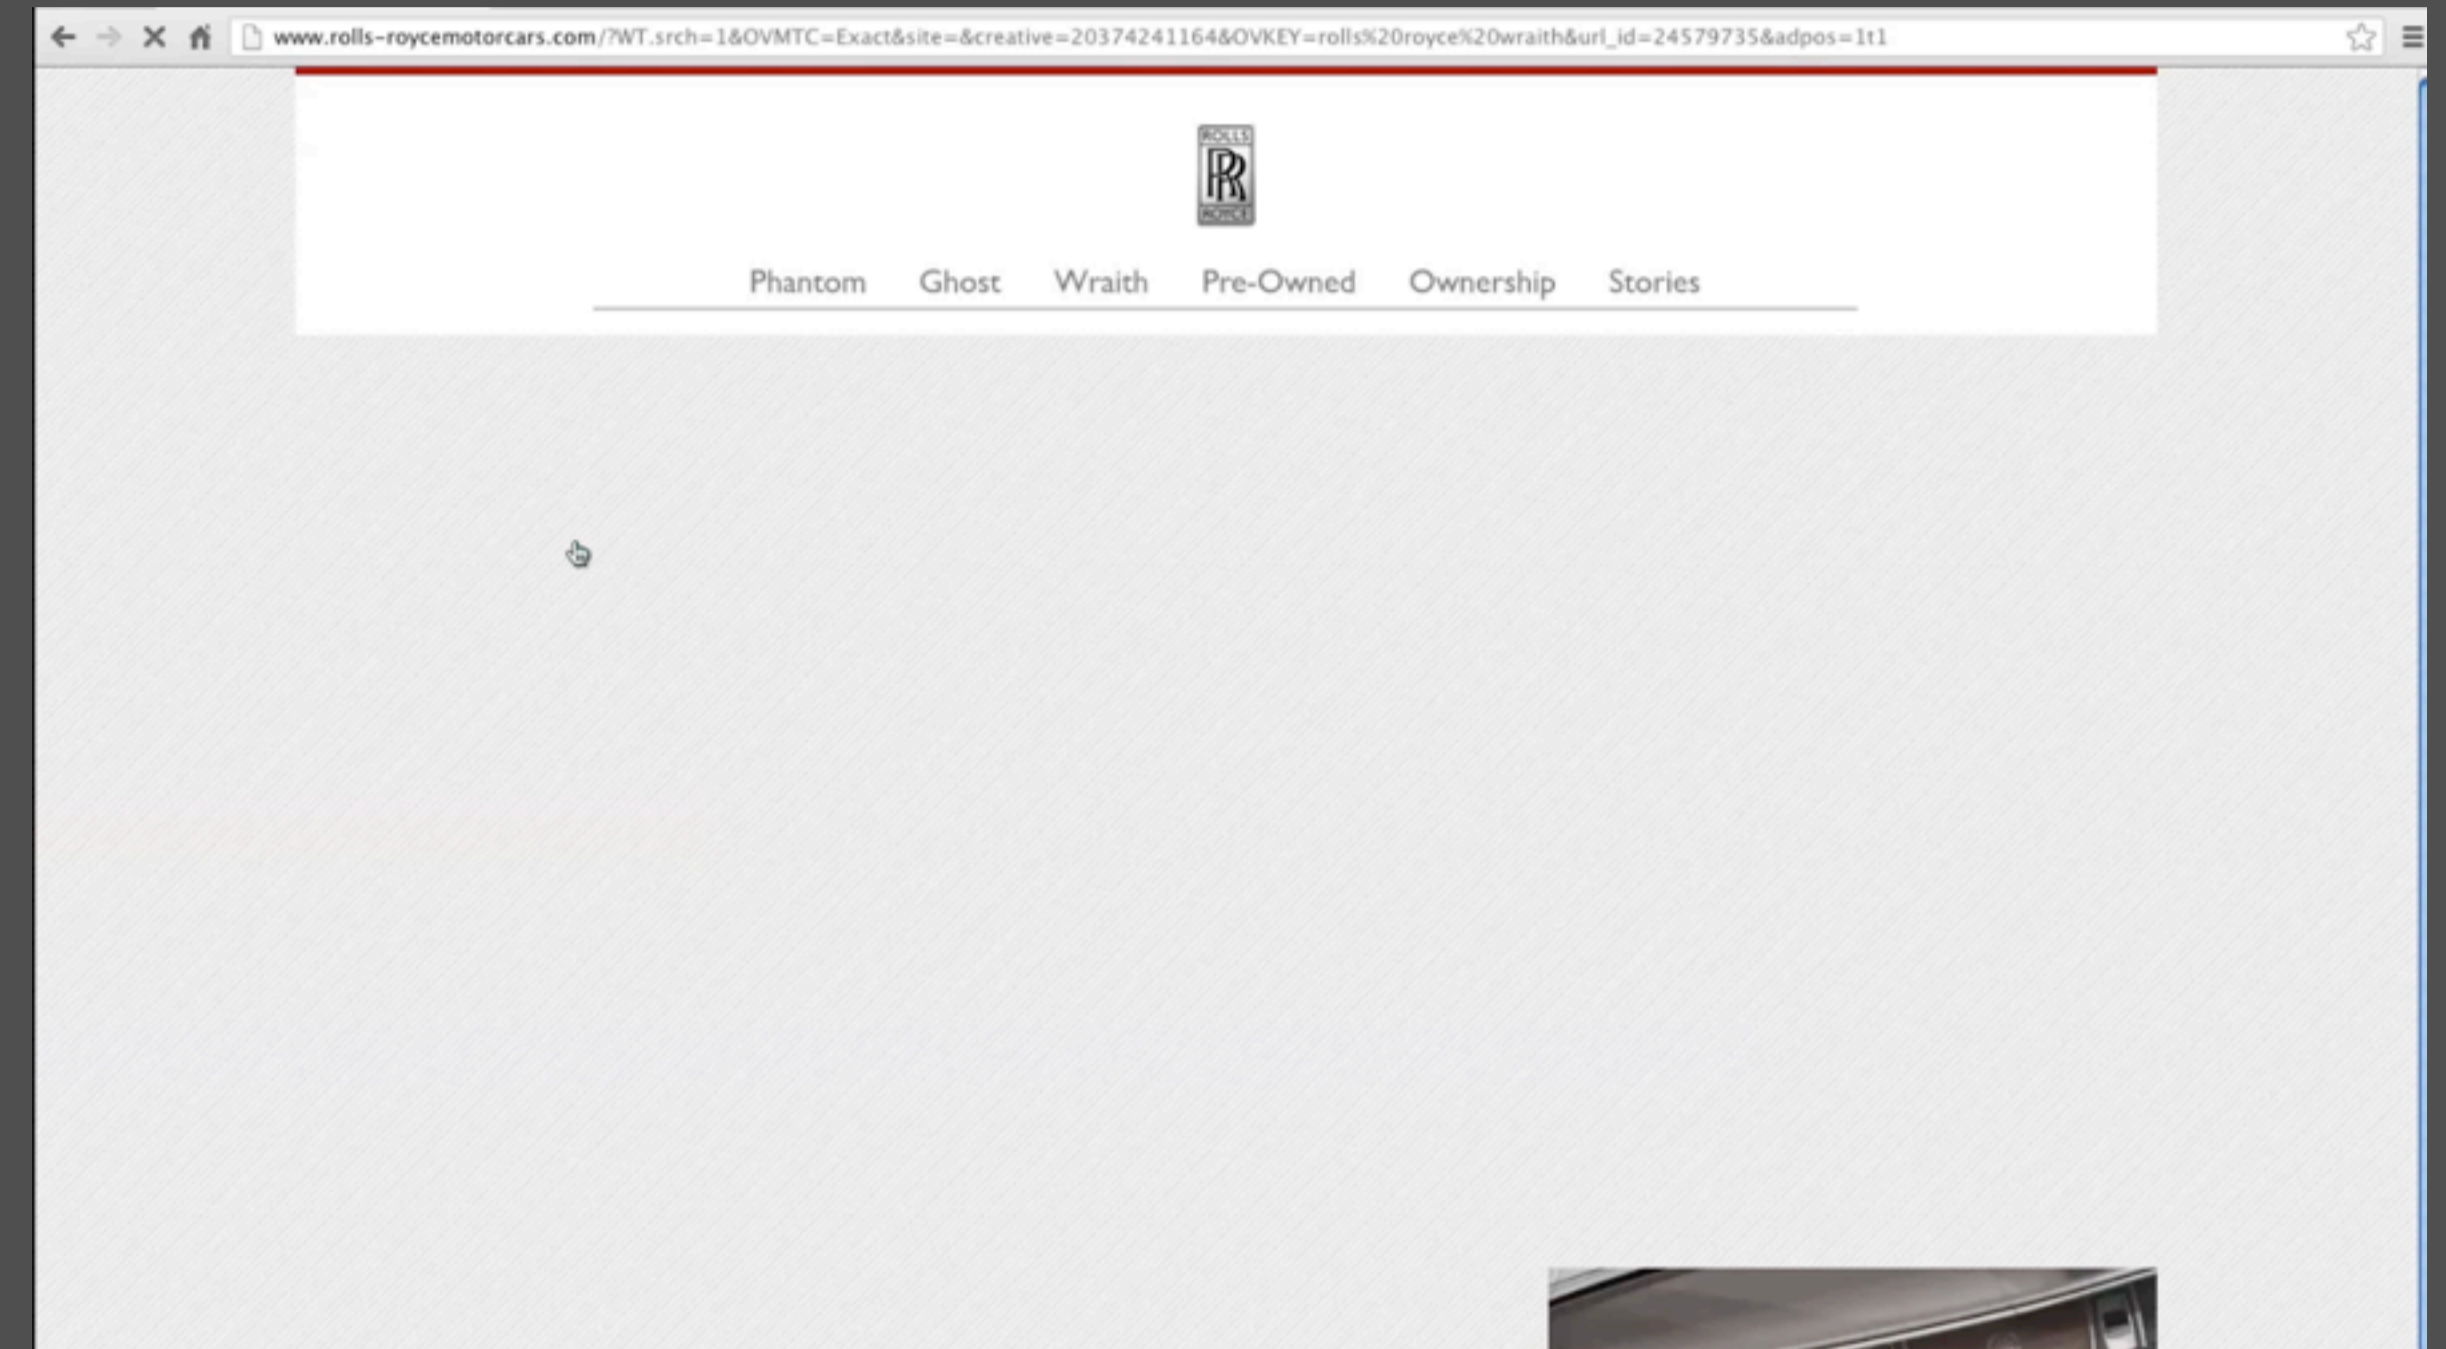 www.rolls-roycemotorcars.com/?WT.srch=1&OVMTC=Exact&site=&creative=20374241164&OVKEY=rolls%20royce%20wraith&url_id=24579735&adpos=1t1
ROLLS
RR
ROYCE
Phantom Ghost Wraith Pre-Owned Ownership Stories